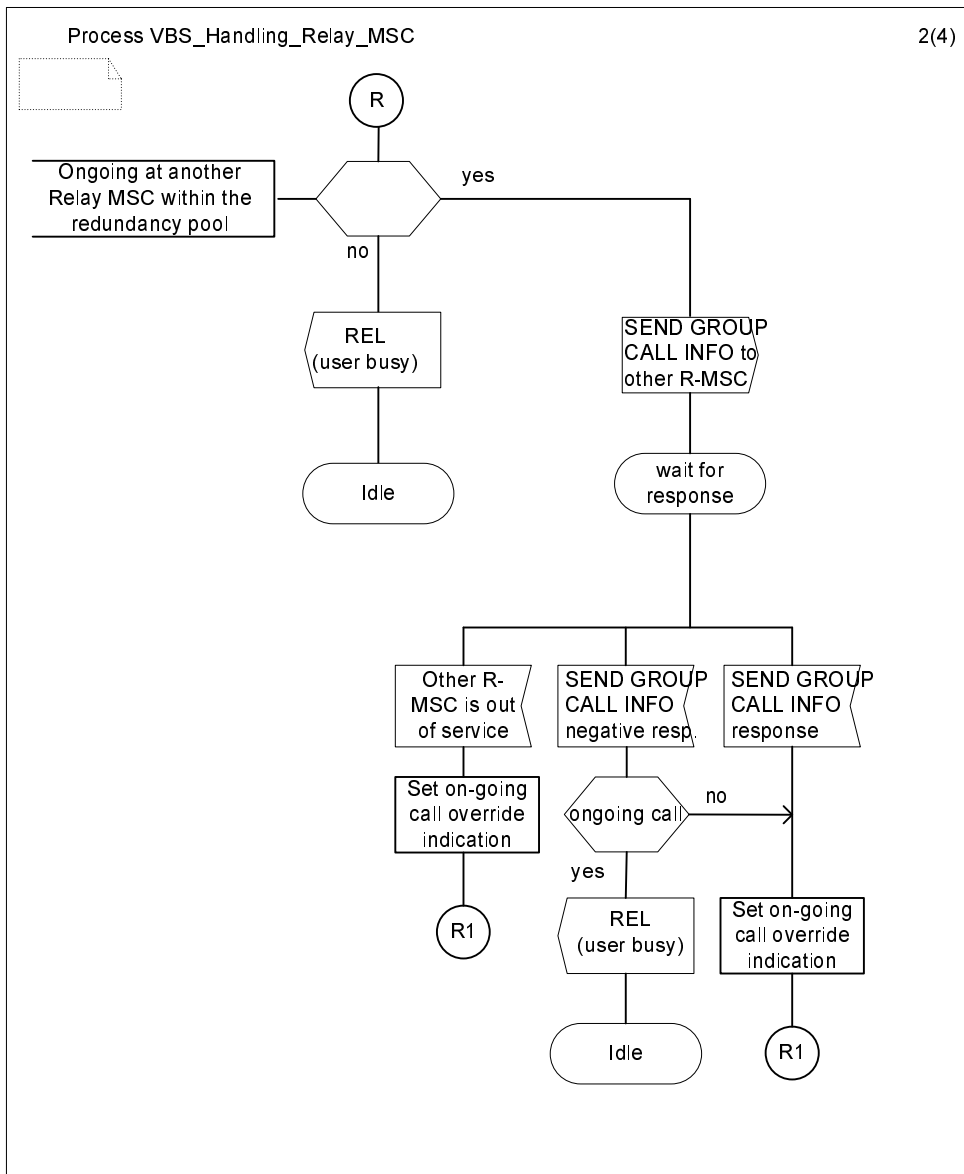 Process VBS_Handling_Relay_MSC
2(4)
R
Ongoing at another
Relay MSC within the
redundancy pool
yes
no
REL
(user busy)
SEND GROUP
CALL INFO to
other R-MSC
Idle
wait for
response
Other R-
MSC is out
of service
SEND GROUP
CALL INFO
negative resp.
SEND GROUP
CALL INFO
response
Set on-going
call override
indication
ongoing call
no
yes
R1
REL
(user busy)
Set on-going
call override
indication
Idle
R1